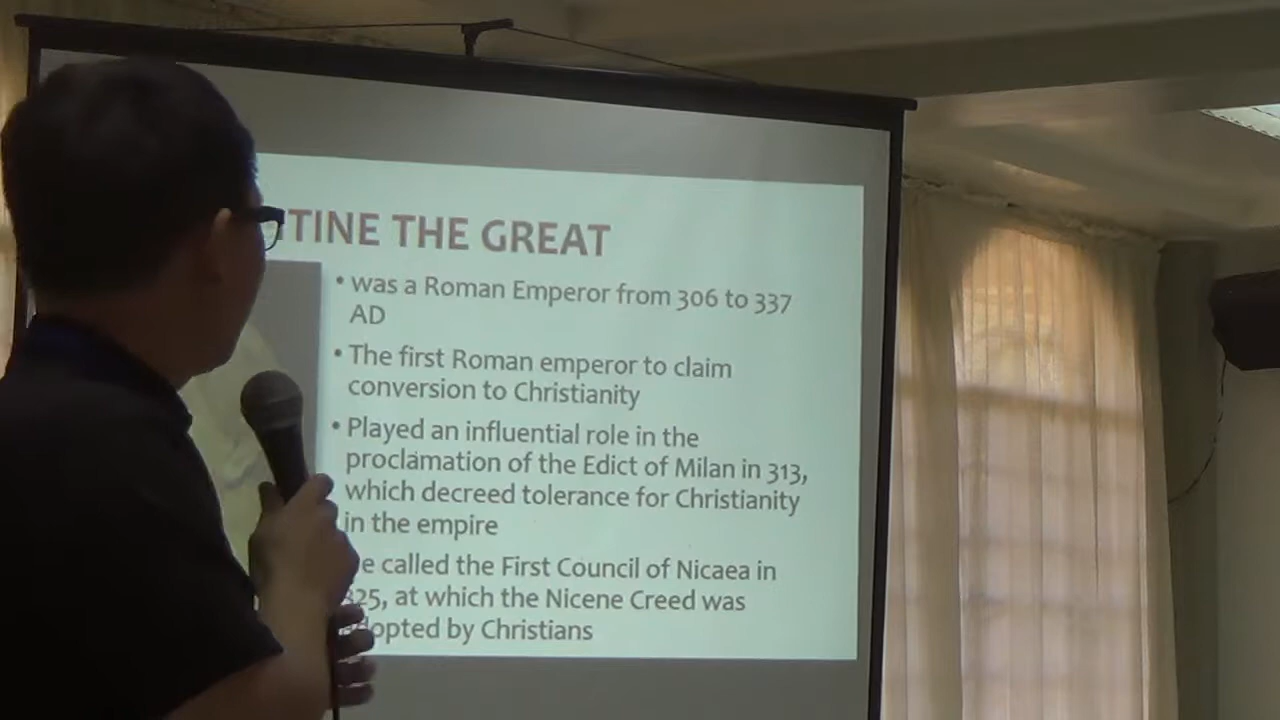 TINE THE GREAT
• was a Roman Emperor from 306 to 337
AD
• The first Roman emperor to claim
conversion to Christianity
• Played an influential role in the
proclamation of the Edict of Milan in 313,
which decreed tolerance for Christianity
in the empire
e called the First Council of Nicaea in
325, at which the Nicene Creed was
adopted by Christians